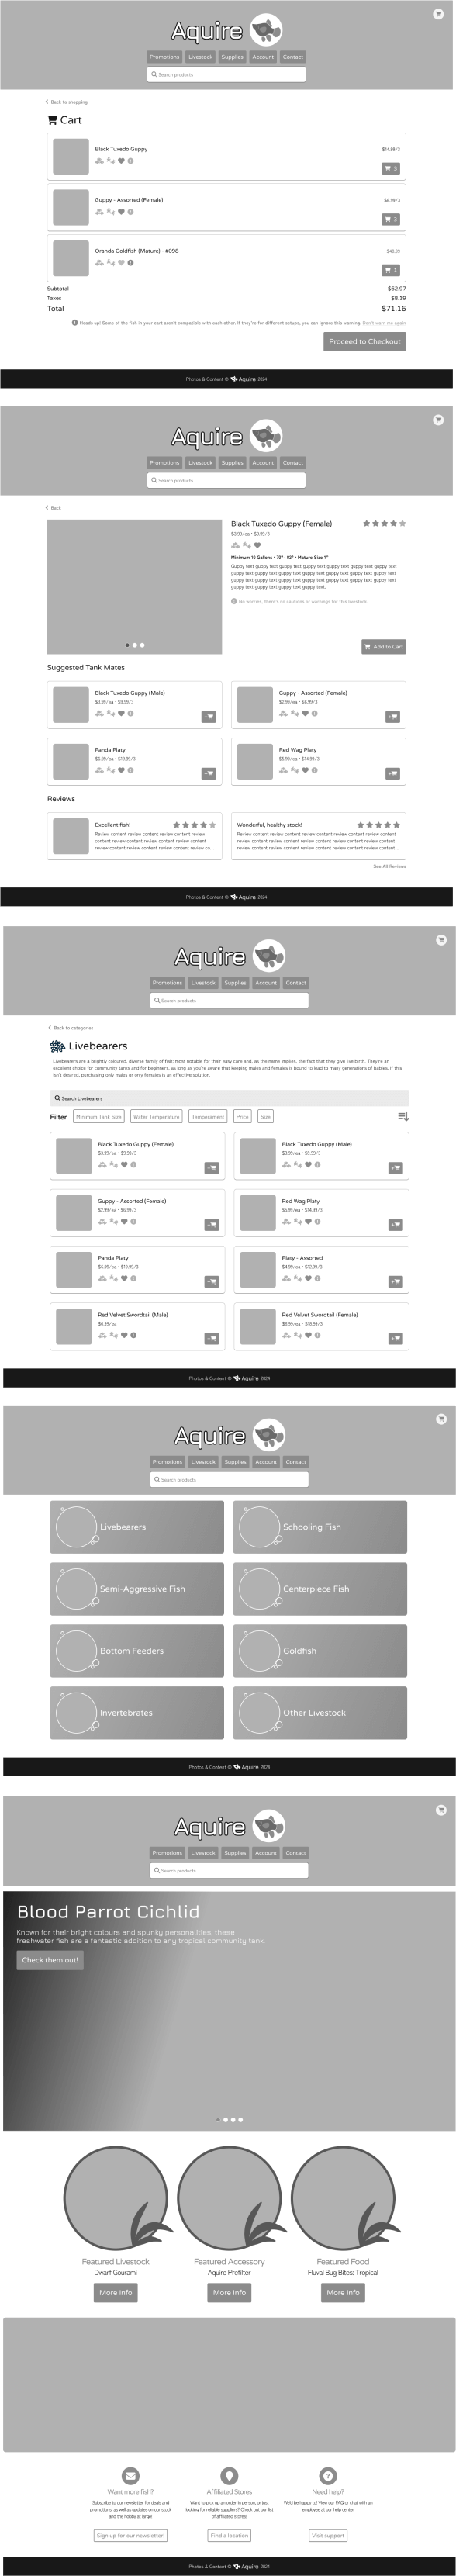 Aquire
Promotions Livestock Supplies Account Contact
Search products
Back to shopping
Cart
Black Tuxedo Guppy $14.99/3
3
Guppy - Assorted (Female) $6.99/3
3
Oranda Goldfish (Mature) - #098 $40.99
1
Subtotal $62.97
Taxes $8.19
Total $71.16
Heads up! Some of the fish is your cart aren't compatible with each other. If they're for different setups, you can ignore this warning. Don't warn me again
Proceed to Checkout
Photos & Content © Aquire 2024
Aquire
Promotions Livestock Supplies Account Contact
Search products
Back
Black Tuxedo Guppy (Female)
$3.99/ea - $9.99/3
Minimum 10 Gallons • 70°- 82° • Mature Size 1"
Guppy text guppy text guppy text guppy text guppy text guppy text guppy
text guppy text guppy text guppy text guppy text guppy text guppy text
guppy text guppy text guppy text guppy text guppy text guppy text guppy
text guppy text guppy text guppy text.
No worries, there's no cautions or warnings for this livestock.
Add to Cart
Suggested Tank Mates
Black Tuxedo Guppy (Male)
$3.99/ea - $9.99/3
Guppy - Assorted (Female)
$2.99/ea - $6.99/3
Panda Platy
$6.99/ea - $19.99/3
Red Wag Platy
$5.99/ea - $14.99/3
Reviews
Excellent fish!
Review content review content review content review
content review content review content review content
review content review content review content review co...
Wonderful, healthy stock!
Review content review content review content review content
review content review content review content review content
review content review content review content review content...
See All Reviews
Photos & Content © Aquire 2024
Aquire
Promotions Livestock Supplies Account Contact
Search products
Back to categories
Livebearers
Livebearers are a brightly coloured, diverse family of fish; most notable for their easy care and, as the name implies, the fact that they give live birth. They're an
excellent choice for community tanks and for beginners, as long as you're aware that keeping males and females is bound to lead to many generations of babies. If this
isn't desired, purchasing only males or only females is an effective solution.
Search Livebearers
Filter Minimum Tank Size Water Temperature Temperament Price Size
Black Tuxedo Guppy (Female)
$3.99/ea - $9.99/3
Black Tuxedo Guppy (Male)
$3.99/ea - $9.99/3
Guppy - Assorted (Female)
$2.99/ea - $6.99/3
Red Wag Platy
$5.99/ea - $14.99/3
Panda Platy
$6.99/ea - $19.99/3
Platy - Assorted
$4.99/ea - $12.99/3
Red Velvet Swordtail (Male)
$6.99/ea
Red Velvet Swordtail (Female)
$6.99/ea - $18.99/3
Photos & Content © Aquire 2024
Aquire
Promotions Livestock Supplies Account Contact
Search products
Livebearers Schooling Fish
Semi-Aggressive Fish Centerpiece Fish
Bottom Feeders Goldfish
Invertebrates Other Livestock
Photos & Content © Aquire 2024
Aquire
Promotions Livestock Supplies Account Contact
Search products
Blood Parrot Cichlid
Known for their bright colours and spunky personalities, these
freshwater fish are a fantastic addition to any tropical community tank.
Check them out!
Featured Livestock Featured Accessory Featured Food
Dwarf Gourami Aquire Prefilter Fluval Bug Bites: Tropical
More Info More Info More Info
Want more fish?
Subscribe to our newsletter for deals and
promotions, as well as updates on our stock
and the hobby at large!
Sign up for our newsletter!
Affiliated Stores
Want to pick up an order in person, or just
looking for reliable suppliers? Check out our list
of affiliated stores!
Find a location
Need help?
We'd be happy to! View our FAQ or chat with an
employee at our help center
Visit support
Photos & Content © Aquire 2024